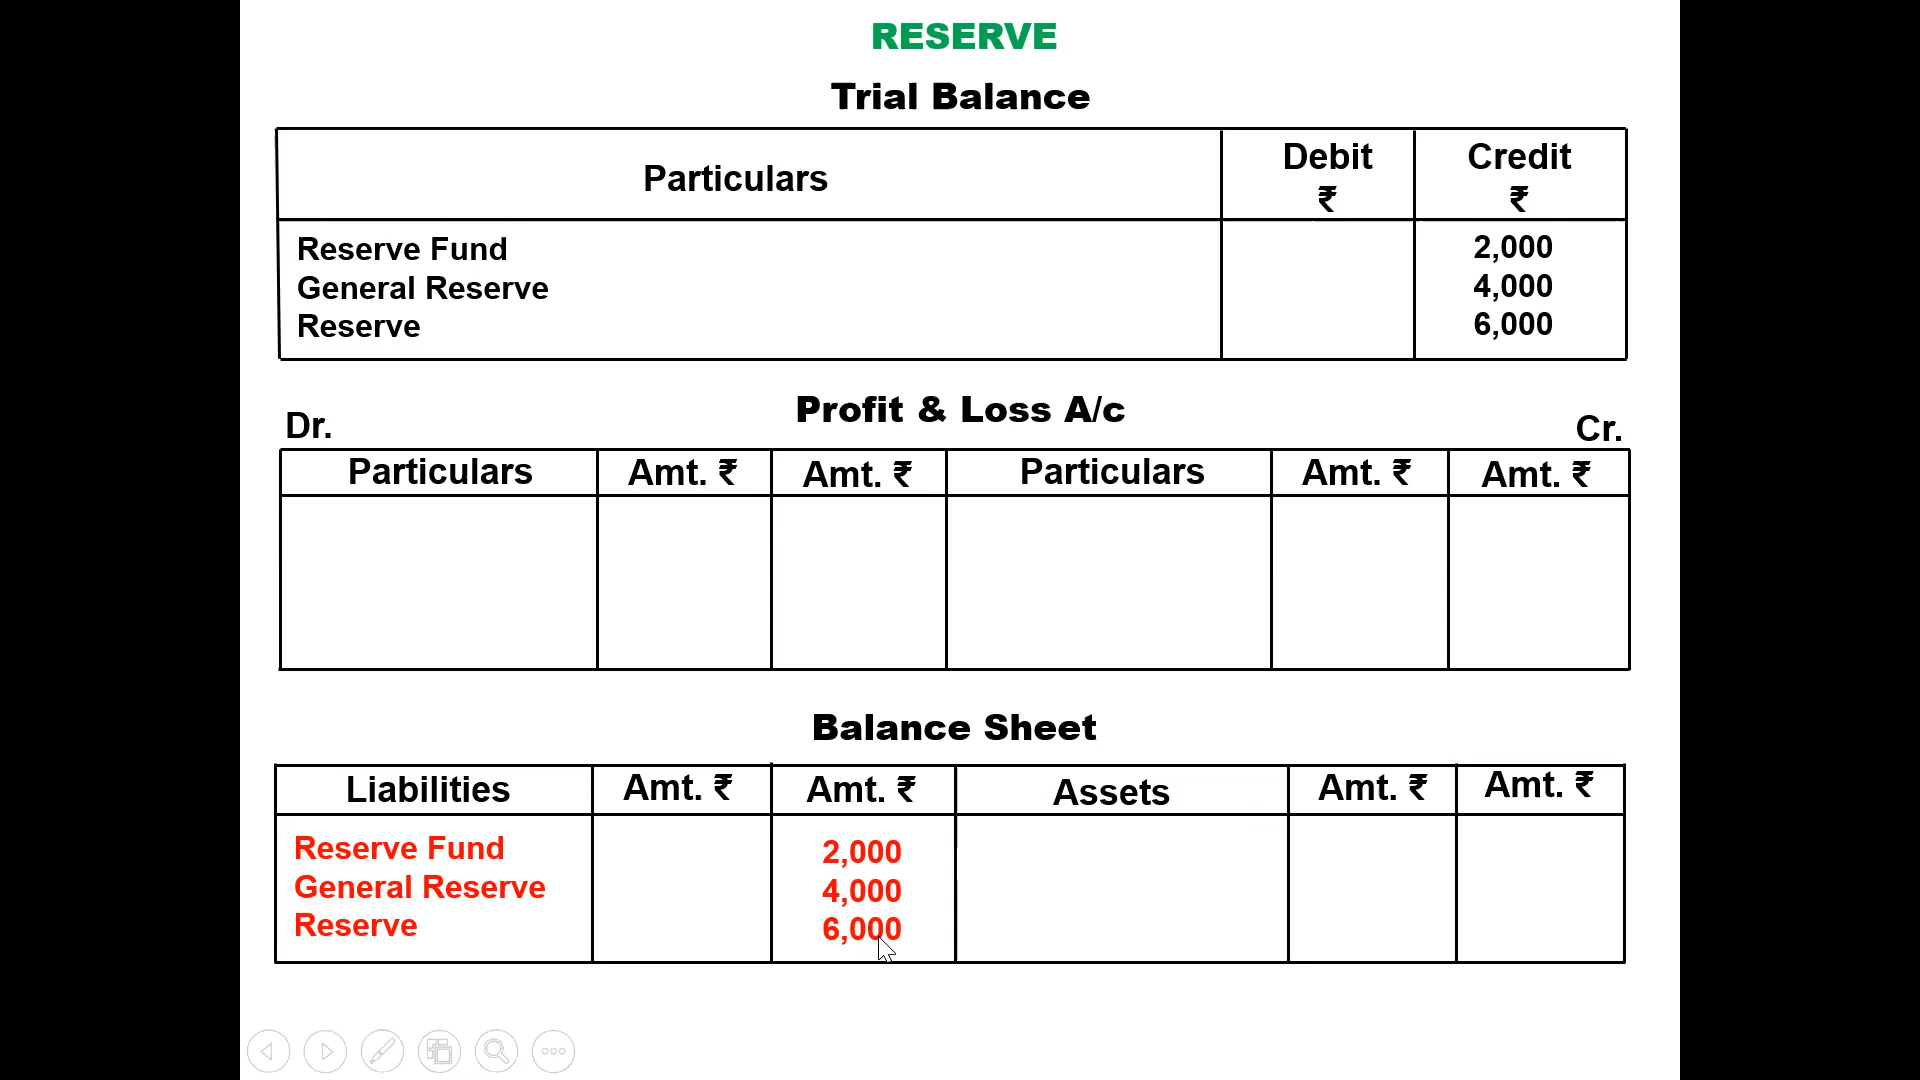 RESERVE
Trial Balance
Particulars Debit ₹ Credit ₹
Reserve Fund 2,000
General Reserve 4,000
Reserve 6,000
Profit & Loss A/c
Dr. Cr.
Particulars Amt. ₹ Amt. ₹ Particulars Amt. ₹ Amt. ₹
Balance Sheet
Liabilities Amt. ₹ Amt. ₹ Assets Amt. ₹ Amt. ₹
Reserve Fund 2,000
General Reserve 4,000
Reserve 6,000